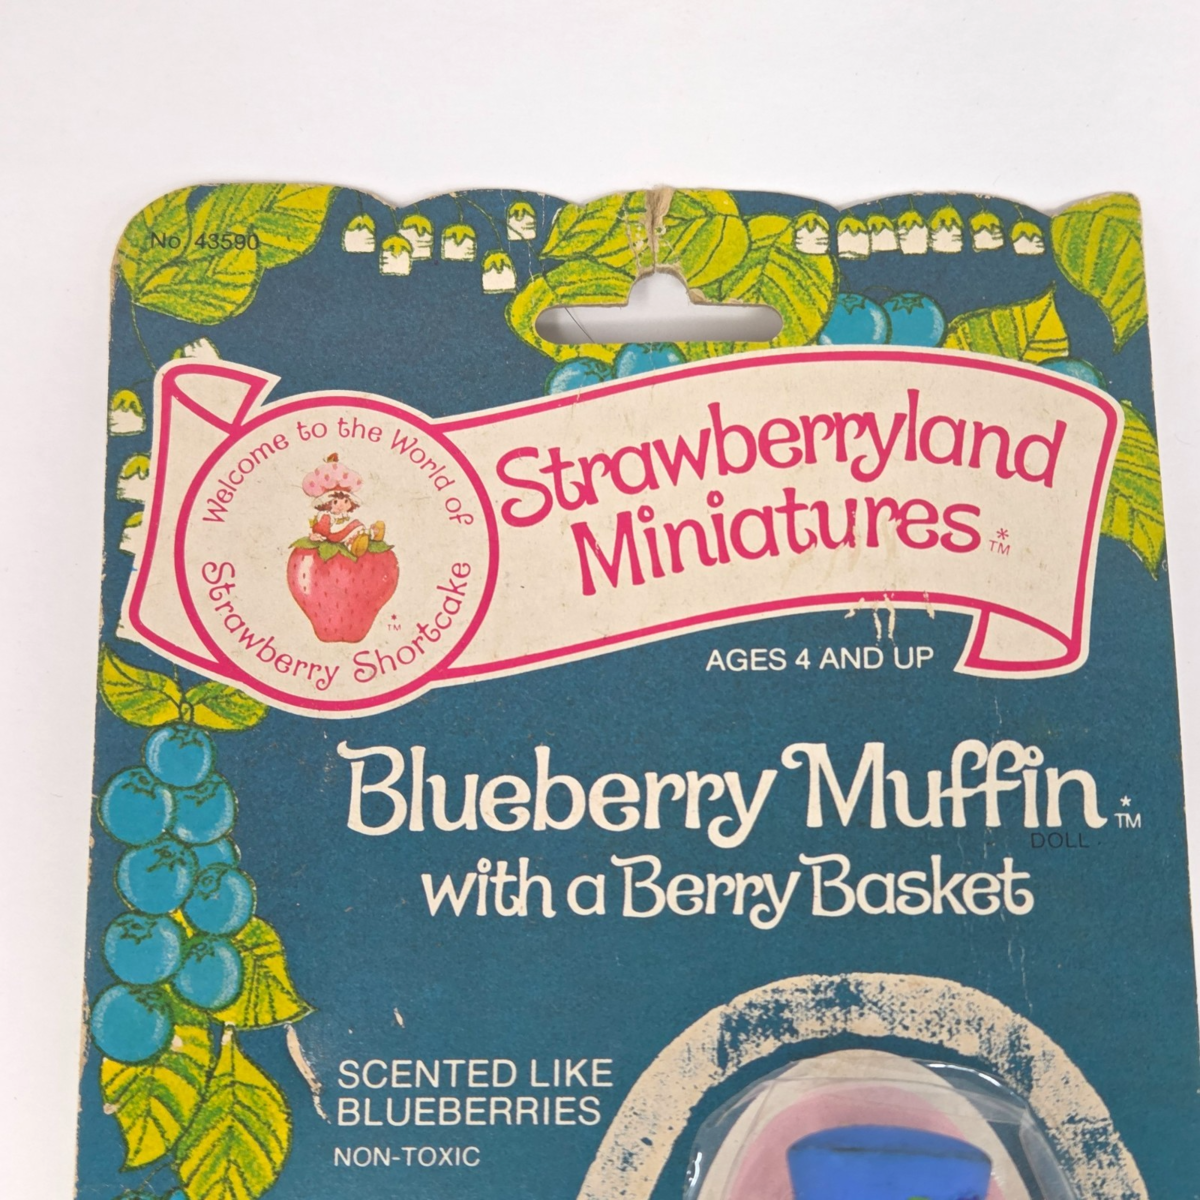 No. 43590
Welcome to the World of
Strawberry Shortcake
™
Strawberryland
Miniatures*™
AGES 4 AND UP
Blueberry Muffin*™
DOLL
with a Berry Basket
SCENTED LIKE
BLUEBERRIES
NON-TOXIC